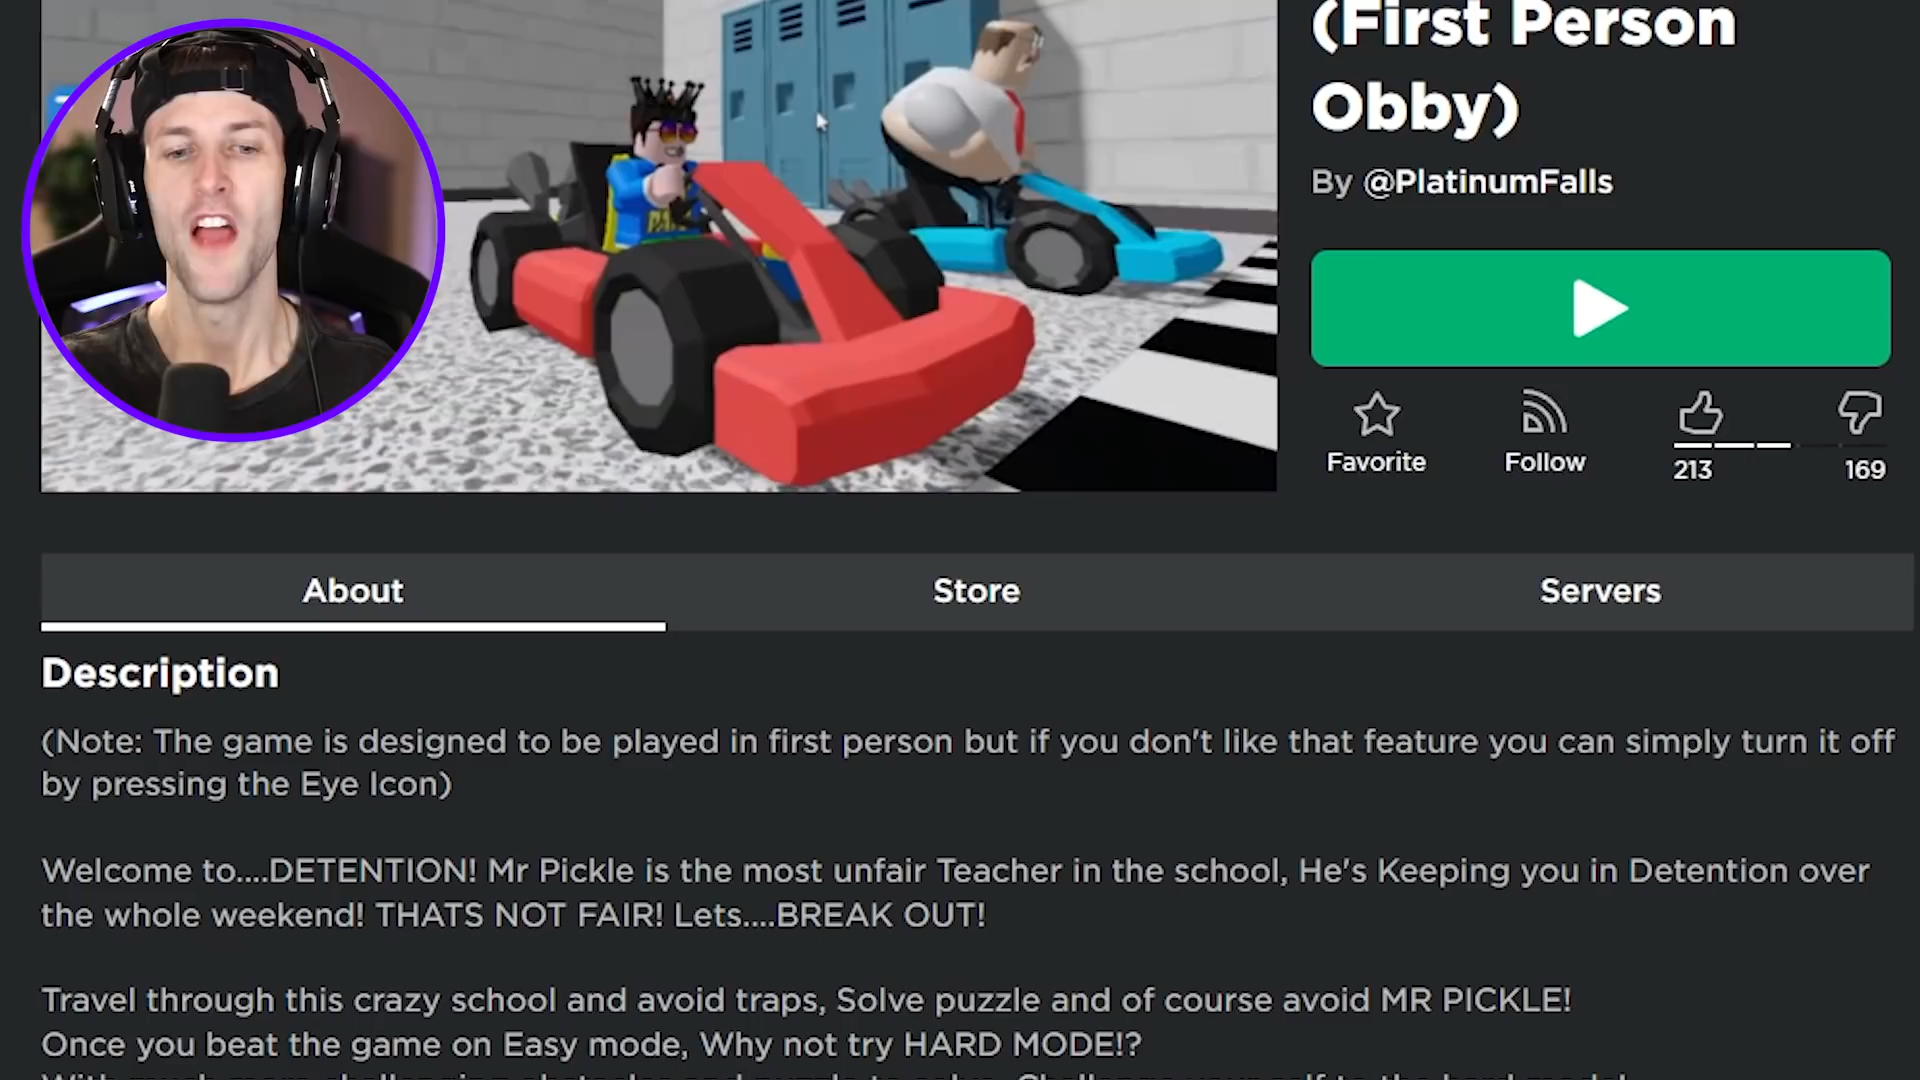 (First Person
Obby)
By @PlatinumFalls
Favorite
Follow
213
169
About
Store
Servers
Description
(Note: The game is designed to be played in first person but if you don't like that feature you can simply turn it off
by pressing the Eye Icon)
Welcome to....DETENTION! Mr Pickle is the most unfair Teacher in the school, He's Keeping you in Detention over
the whole weekend! THATS NOT FAIR! Lets....BREAK OUT!
Travel through this crazy school and avoid traps, Solve puzzle and of course avoid MR PICKLE!
Once you beat the game on Easy mode, Why not try HARD MODE!?